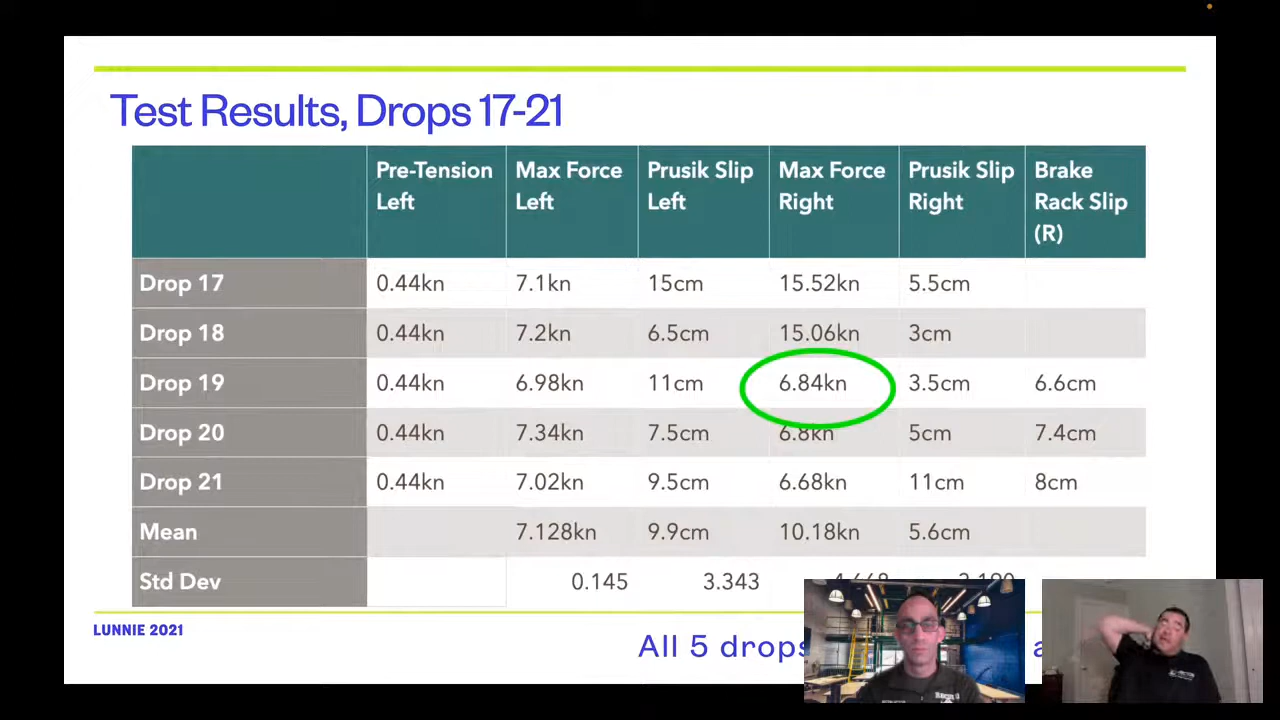 Test Results, Drops 17-21
Pre-Tension Left Max Force Left Prusik Slip Left Max Force Right Prusik Slip Right Brake Rack Slip (R)
Drop 17 0.44kn 7.1kn 15cm 15.52kn 5.5cm
Drop 18 0.44kn 7.2kn 6.5cm 15.06kn 3cm
Drop 19 0.44kn 6.98kn 11cm 6.84kn 3.5cm 6.6cm
Drop 20 0.44kn 7.34kn 7.5cm 6.8kn 5cm 7.4cm
Drop 21 0.44kn 7.02kn 9.5cm 6.68kn 11cm 8cm
Mean 7.128kn 9.9cm 10.18kn 5.6cm
Std Dev 0.145 3.343
LUNNIE 2021
All 5 drops